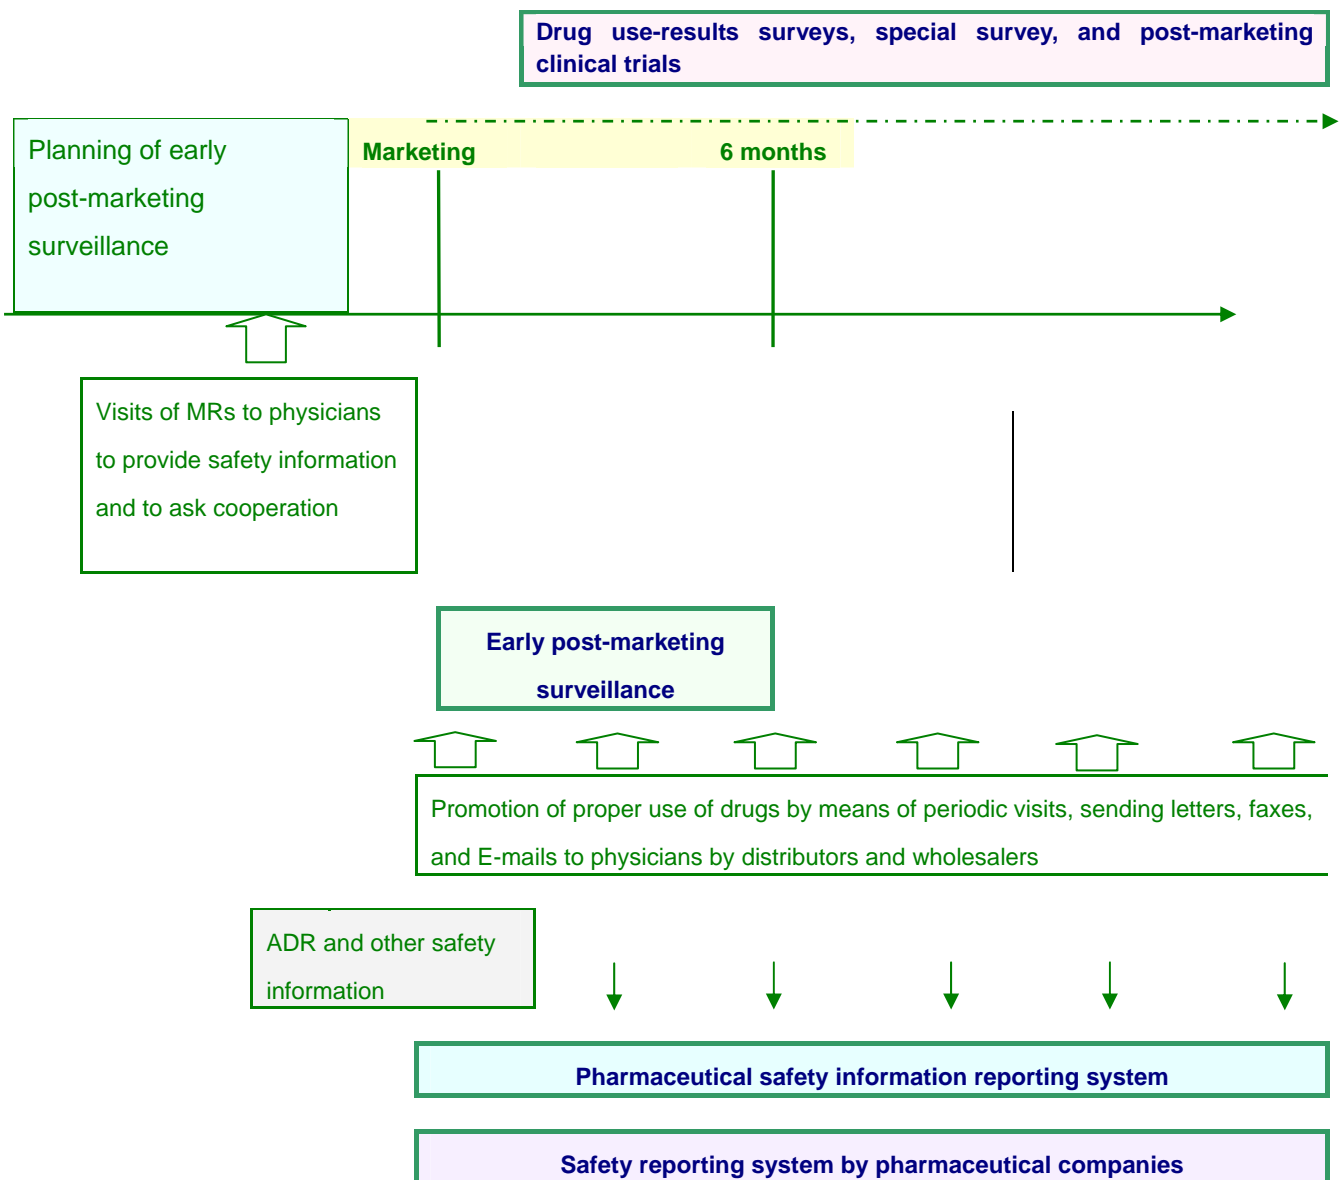 Drug use-results surveys, special survey, and post-marketing
clinical trials
Planning of early
post-marketing
surveillance
Marketing
6 months
Visits of MRs to physicians
to provide safety information
and to ask cooperation
Early post-marketing
surveillance
Promotion of proper use of drugs by means of periodic visits, sending letters, faxes,
and E-mails to physicians by distributors and wholesalers
ADR and other safety
information
Pharmaceutical safety information reporting system
Safety reporting system by pharmaceutical companies